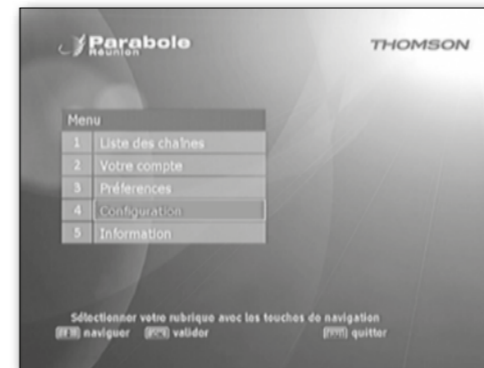 Parabole
Réunion
THOMSON
Menu
1 Liste des chaînes
2 Votre compte
3 Préferences
4 Configuration
5 Information
Sélectionner votre rubrique avec les touches de navigation
naviguer valider quitter